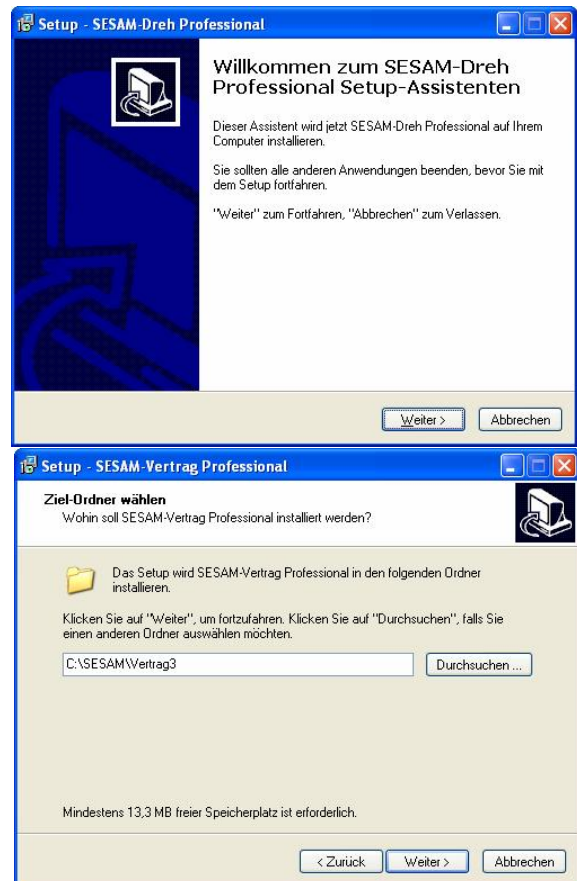 Setup - SESAM-Dreh Professional
Willkommen zum SESAM-Dreh
Professional Setup-Assistenten
Dieser Assistent wird jetzt SESAM-Dreh Professional auf Ihrem
Computer installieren.
Sie sollten alle anderen Anwendungen beenden, bevor Sie mit
dem Setup fortfahren.
"Weiter" zum Fortfahren, "Abbrechen" zum Verlassen.
Weiter > Abbrechen
Setup - SESAM-Vertrag Professional
Ziel-Ordner wählen
Wohin soll SESAM-Vertrag Professional installiert werden?
Das Setup wird SESAM-Vertrag Professional in den folgenden Ordner
installieren.
Klicken Sie auf "Weiter", um fortzufahren. Klicken Sie auf "Durchsuchen", falls Sie
einen anderen Ordner auswählen möchten.
C:\SESAM\Vertrag3 Durchsuchen ...
Mindestens 13,3 MB freier Speicherplatz ist erforderlich.
< Zurück Weiter > Abbrechen